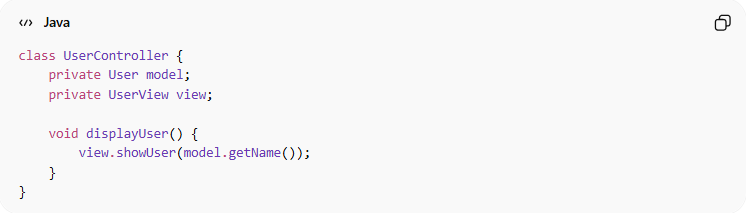 </> Java
class UserController {
    private User model;
    private UserView view;

    void displayUser() {
        view.showUser(model.getName());
    }
}